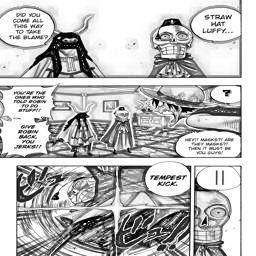 STRAW
HAT
LUFFY...
DID YOU
COME ALL
THIS WAY
TO TAKE
THE BLAME?
?
HEY!! MASKS?! ARE
THEY MASKS?!
THEN IT MUST BE
YOU GUYS!
YOU'RE THE
ONES WHO
TOLD ROBIN
TO DO
STUFF!!
GIVE
ROBIN
BACK,
YOU
JERKS!!
!!
TEMPEST
KICK.